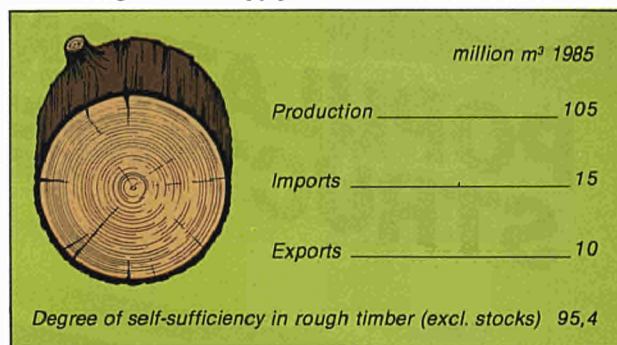 million m³ 1985
Production 105
Imports 15
Exports 10
Degree of self-sufficiency in rough timber (excl. stocks) 95,4